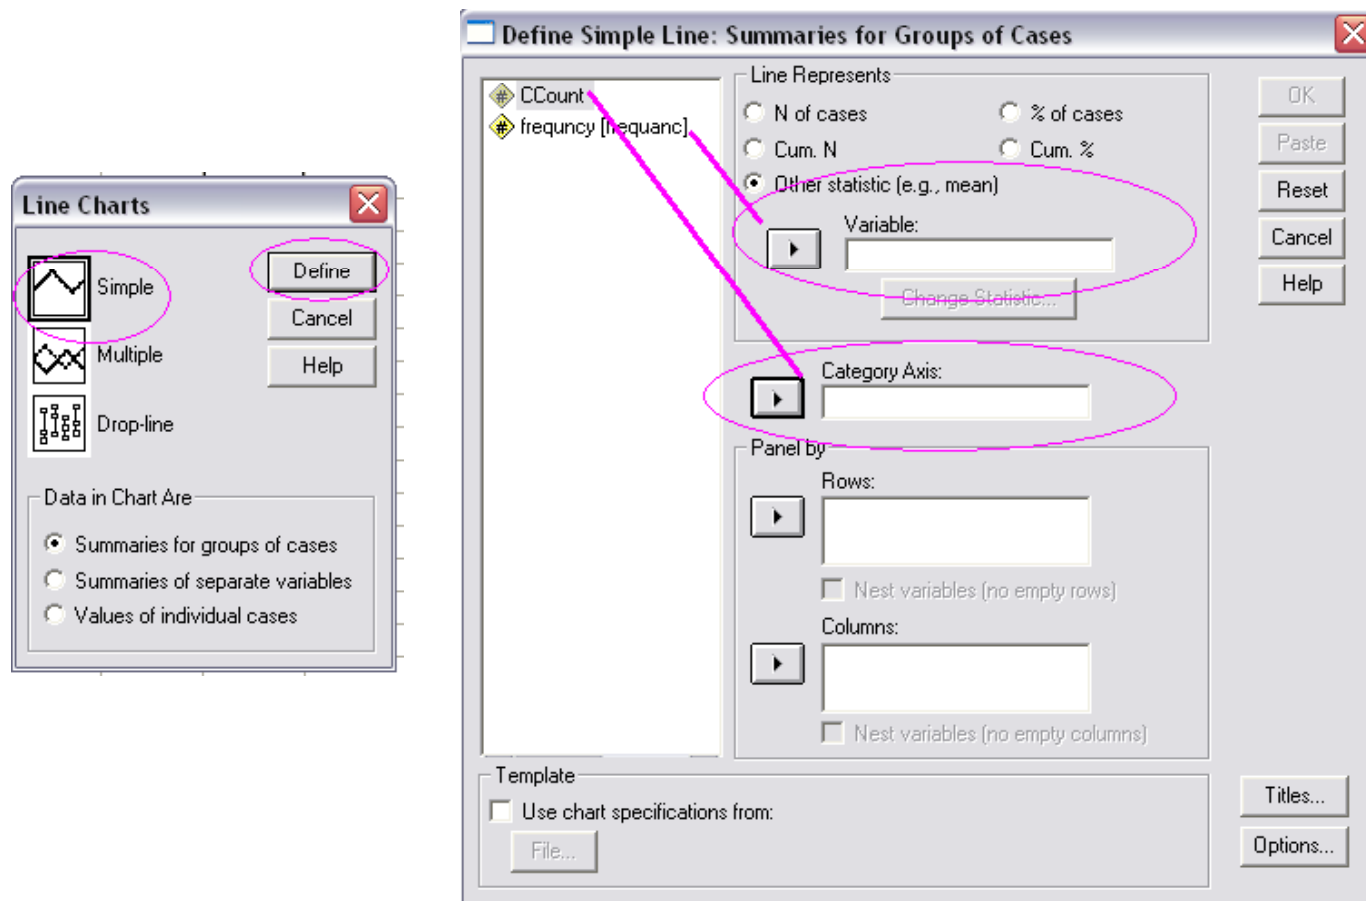 Line Charts
Simple
Define
Cancel
Multiple
Help
Drop-line
Data in Chart Are
Summaries for groups of cases
Summaries of separate variables
Values of individual cases
Define Simple Line: Summaries for Groups of Cases
CCount
frequncy [frequanc]
Line Represents
N of cases
% of cases
Cum. N
Cum. %
Other statistic (e.g., mean)
Variable:
Change Statistic...
Category Axis:
Panel by
Rows:
Nest variables (no empty rows)
Columns:
Nest variables (no empty columns)
Template
Use chart specifications from:
File...
OK
Paste
Reset
Cancel
Help
Titles...
Options...